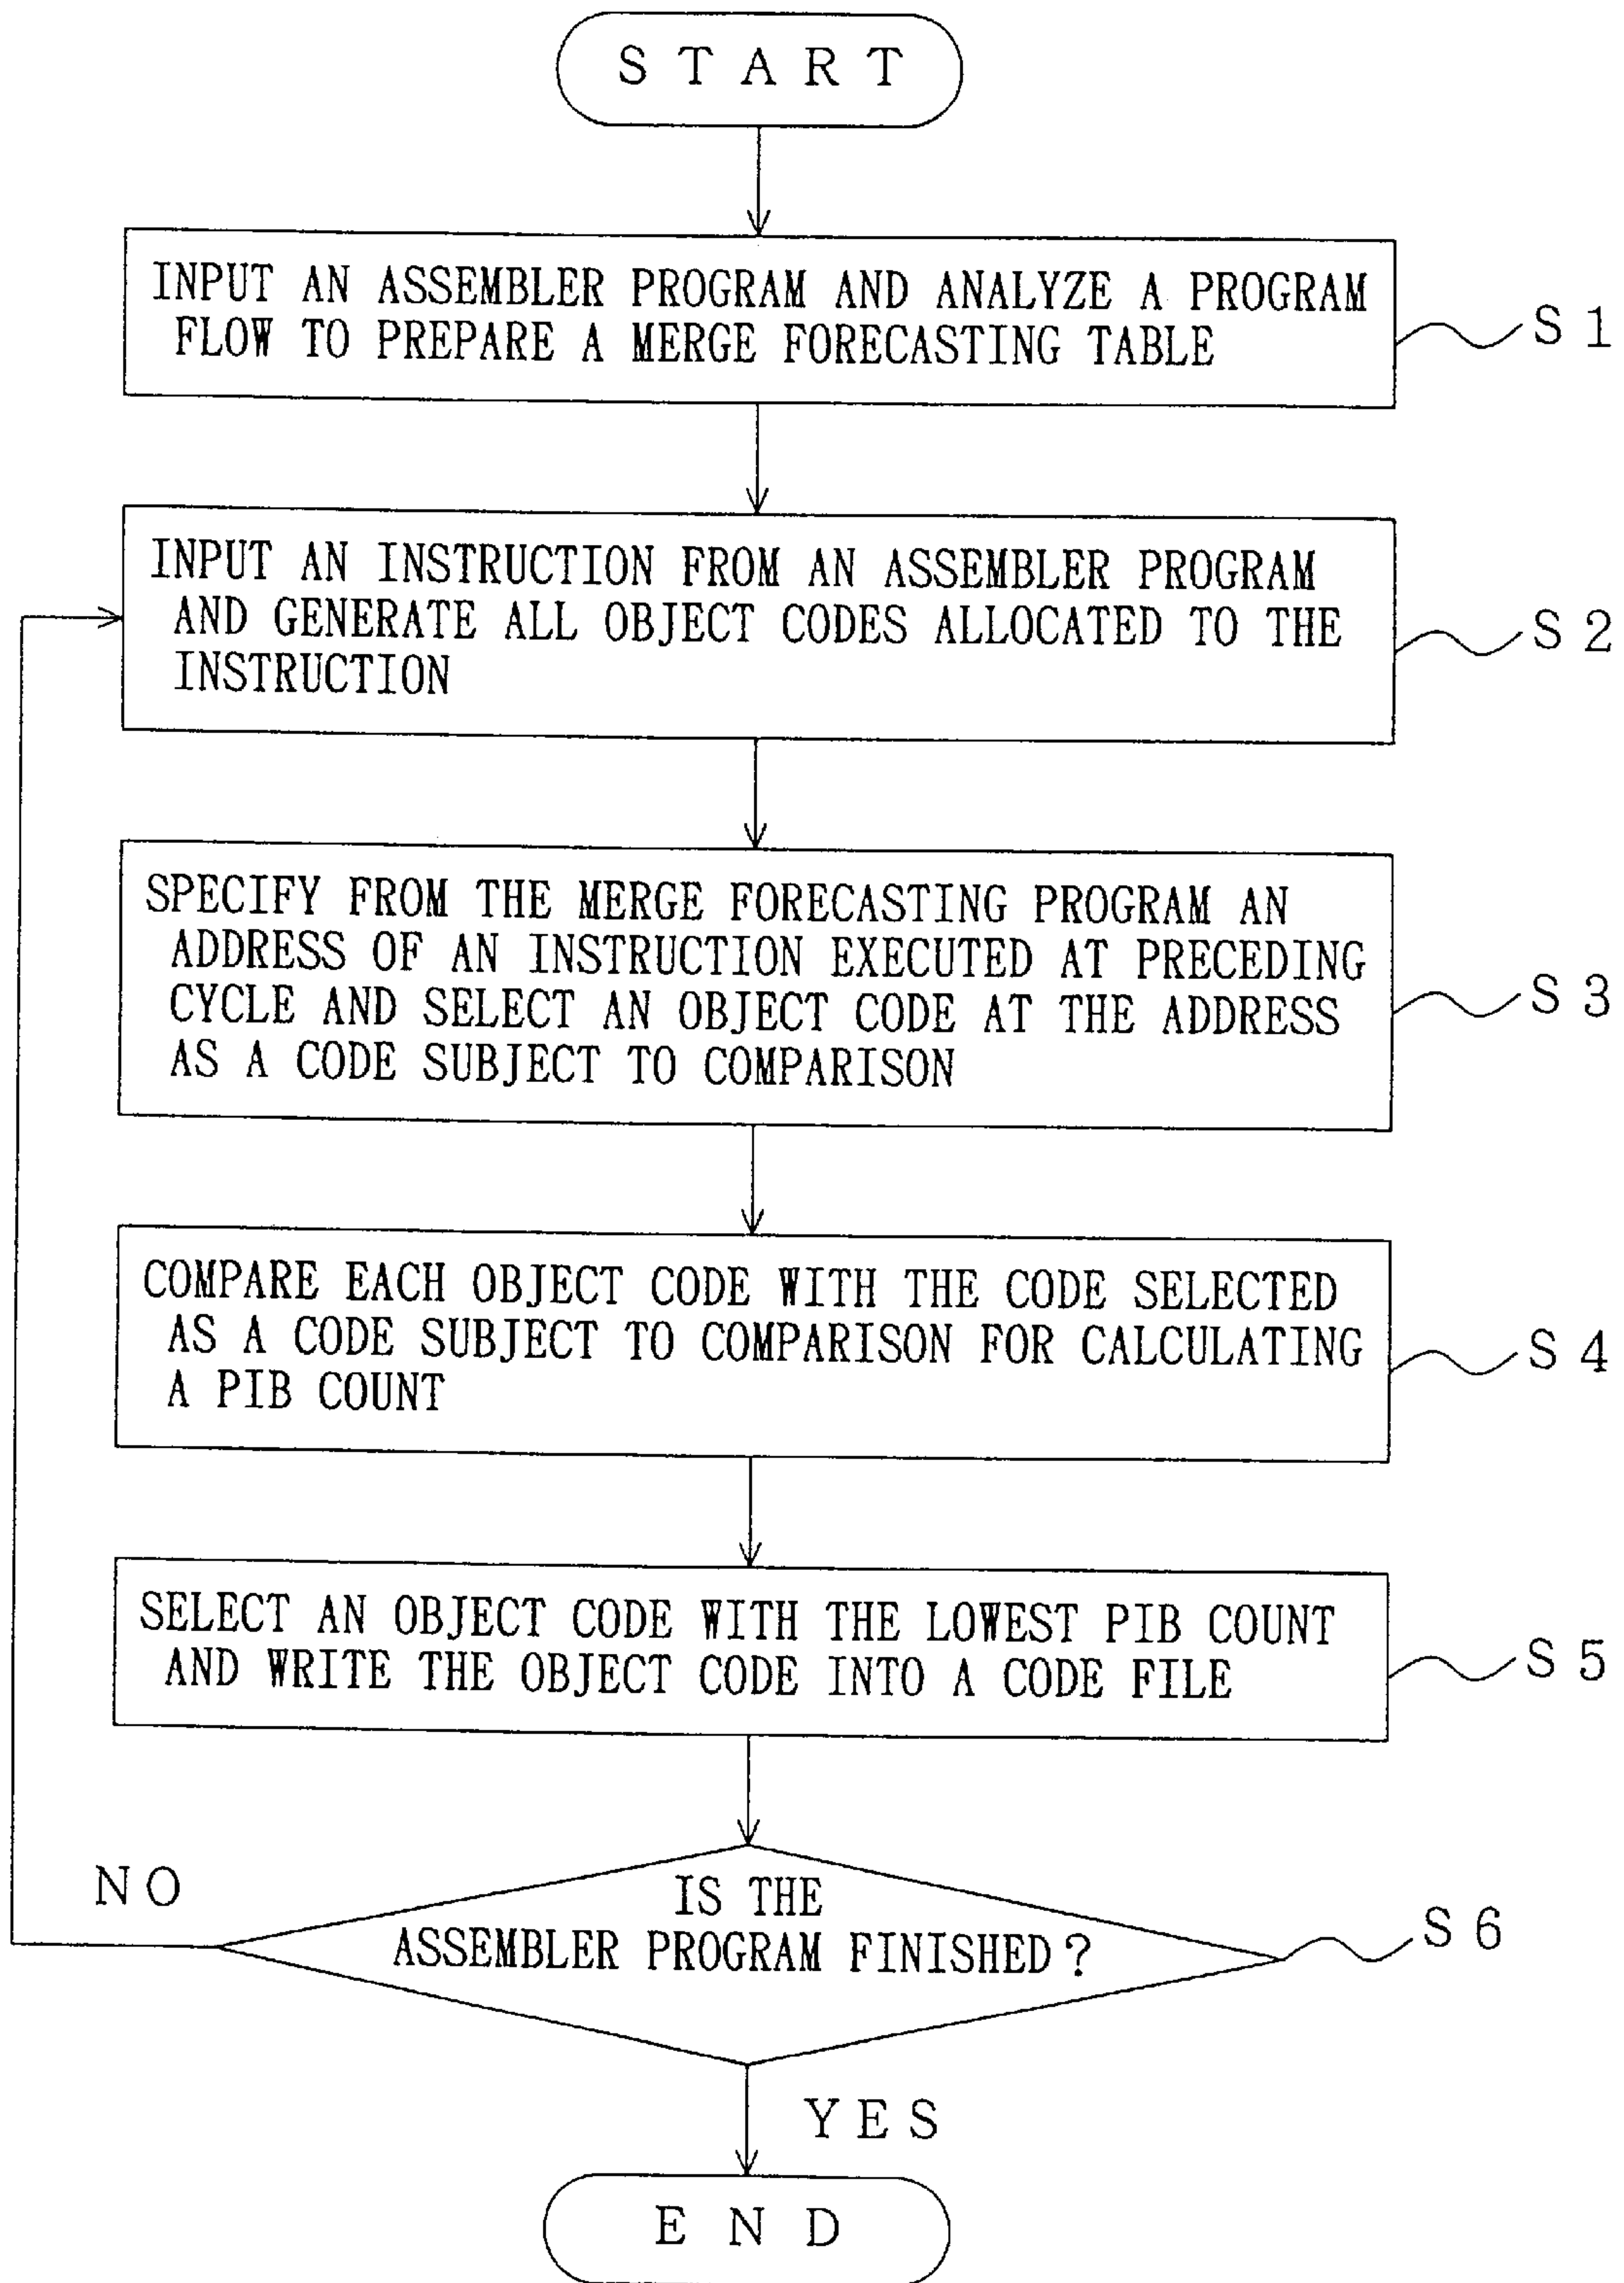 START
INPUT AN ASSEMBLER PROGRAM AND ANALYZE A PROGRAM
FLOW TO PREPARE A MERGE FORECASTING TABLE
S1
INPUT AN INSTRUCTION FROM AN ASSEMBLER PROGRAM
AND GENERATE ALL OBJECT CODES ALLOCATED TO THE
INSTRUCTION
S2
SPECIFY FROM THE MERGE FORECASTING PROGRAM AN
ADDRESS OF AN INSTRUCTION EXECUTED AT PRECEDING
CYCLE AND SELECT AN OBJECT CODE AT THE ADDRESS
AS A CODE SUBJECT TO COMPARISON
S3
COMPARE EACH OBJECT CODE WITH THE CODE SELECTED
AS A CODE SUBJECT TO COMPARISON FOR CALCULATING
A PIB COUNT
S4
SELECT AN OBJECT CODE WITH THE LOWEST PIB COUNT
AND WRITE THE OBJECT CODE INTO A CODE FILE
S5
NO
IS THE
ASSEMBLER PROGRAM FINISHED?
S6
YES
END